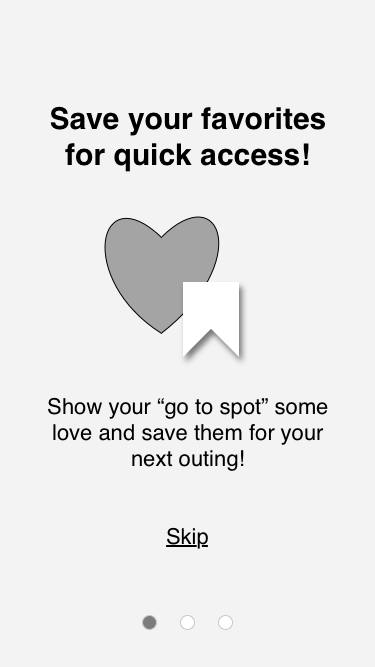 Save your favorites
for quick access!
Show your “go to spot” some
love and save them for your
next outing!
Skip